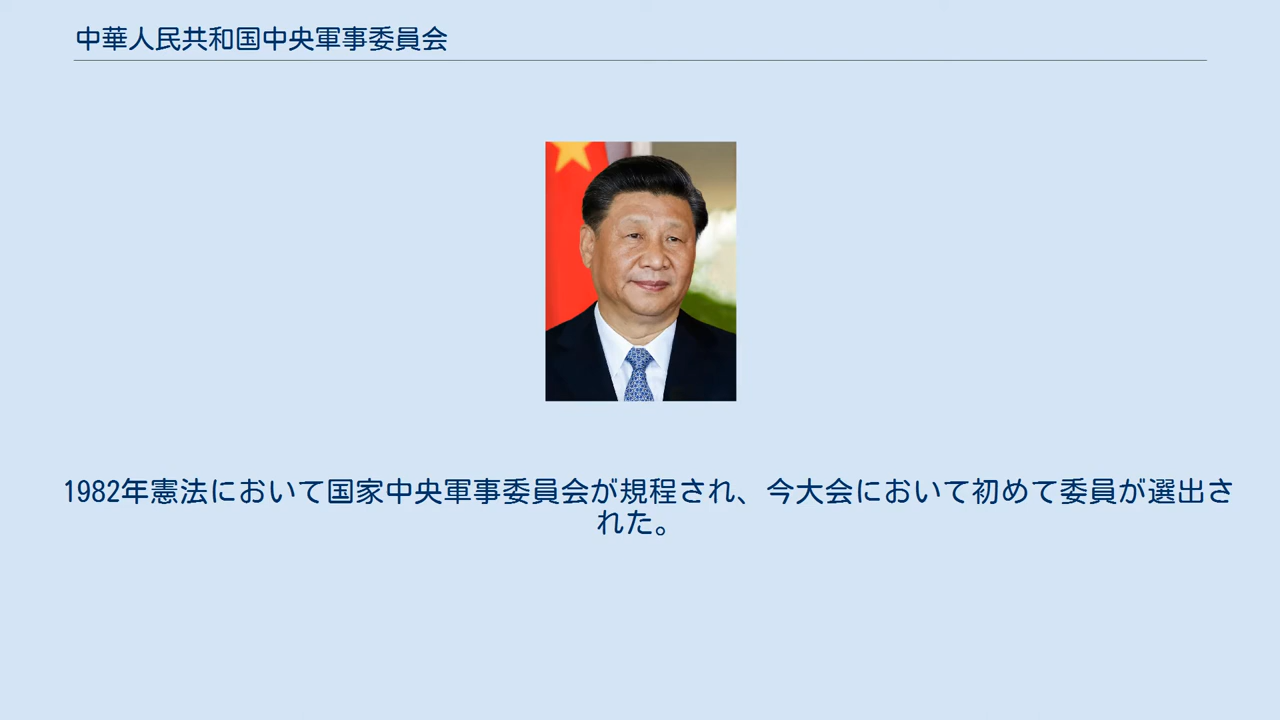 中華人民共和国中央軍事委員会
1982年憲法において国家中央軍事委員会が規程され、今大会において初めて委員が選出さ
れた。